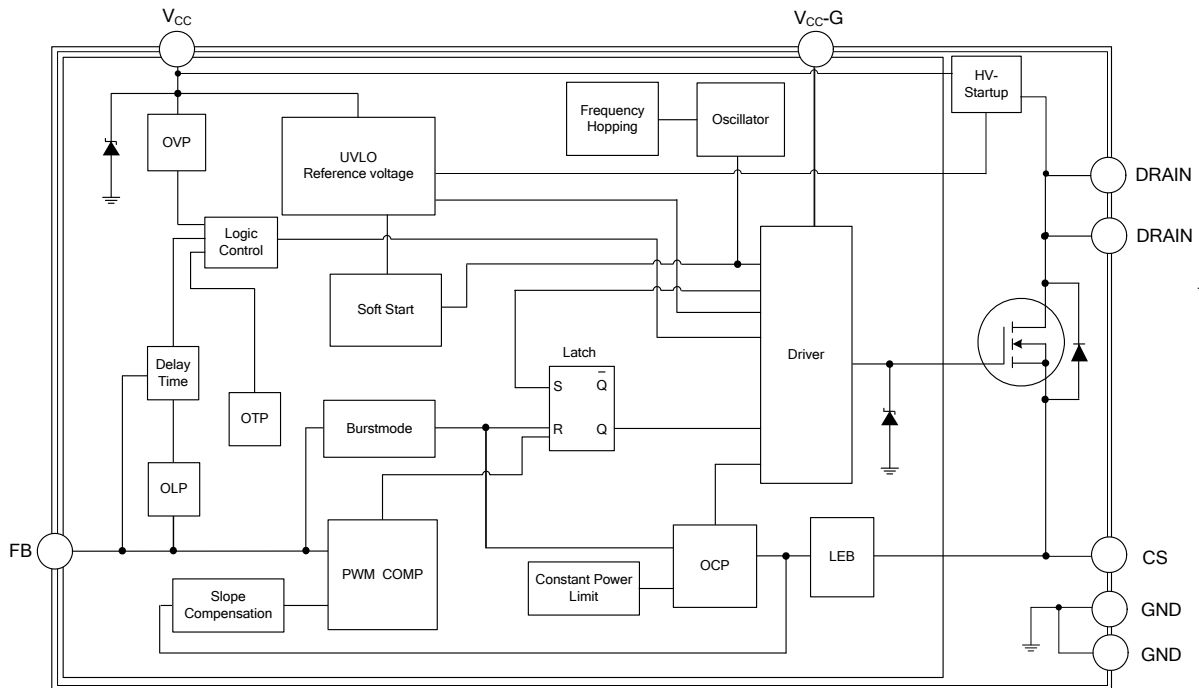 VCC
VCC-G
HV-
Startup
Frequency
Hopping
Oscillator
OVP
UVLO
Reference voltage
DRAIN
DRAIN
Logic
Control
Soft Start
Driver
Latch
Delay
Time
S
Q
OTP
Burstmode
R
Q
OLP
FB
PWM COMP
OCP
LEB
CS
Slope
Compensation
Constant Power
Limit
GND
GND